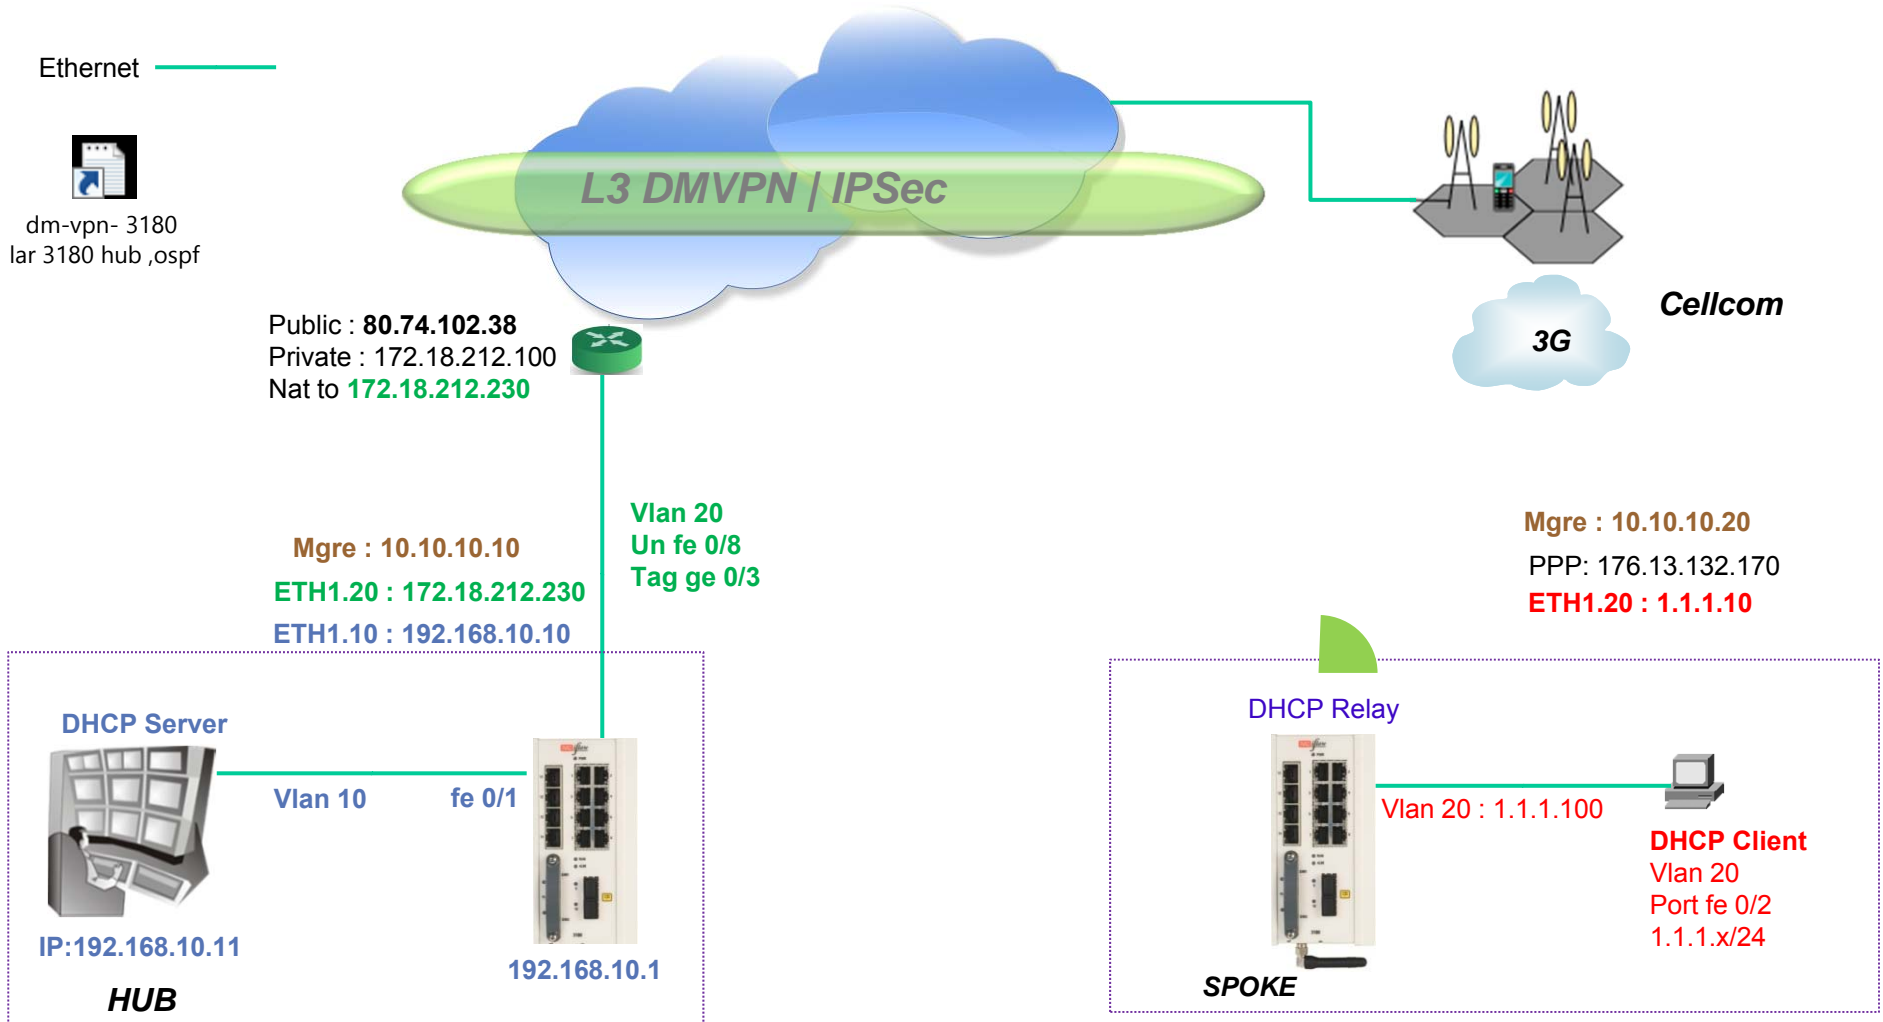 Ethernet
dm-vpn- 3180
lar 3180 hub ,ospf
L3 DMVPN | IPSec
Cellcom
3G
Public : 80.74.102.38
Private : 172.18.212.100
Nat to 172.18.212.230
Vlan 20
Un fe 0/8
Tag ge 0/3
Mgre : 10.10.10.10
ETH1.20 : 172.18.212.230
ETH1.10 : 192.168.10.10
Mgre : 10.10.10.20
PPP: 176.13.132.170
ETH1.20 : 1.1.1.10
DHCP Server
Vlan 10
fe 0/1
IP:192.168.10.11
192.168.10.1
HUB
DHCP Relay
Vlan 20 : 1.1.1.100
DHCP Client
Vlan 20
Port fe 0/2
1.1.1.x/24
SPOKE